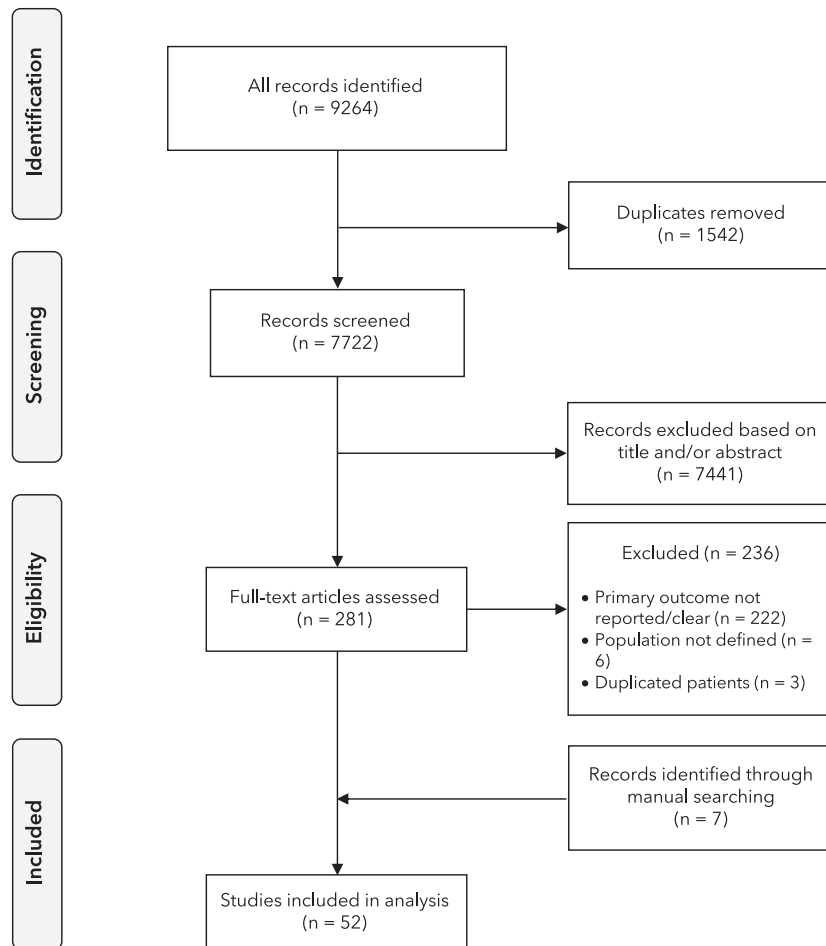 Identification
All records identified
(n = 9264)
Duplicates removed
(n = 1542)
Screening
Records screened
(n = 7722)
Records excluded based on
title and/or abstract
(n = 7441)
Eligibility
Full-text articles assessed
(n = 281)
Excluded (n = 236)
• Primary outcome not
reported/clear (n = 222)
• Population not defined (n =
6)
• Duplicated patients (n = 3)
Included
Records identified through
manual searching
(n = 7)
Studies included in analysis
(n = 52)